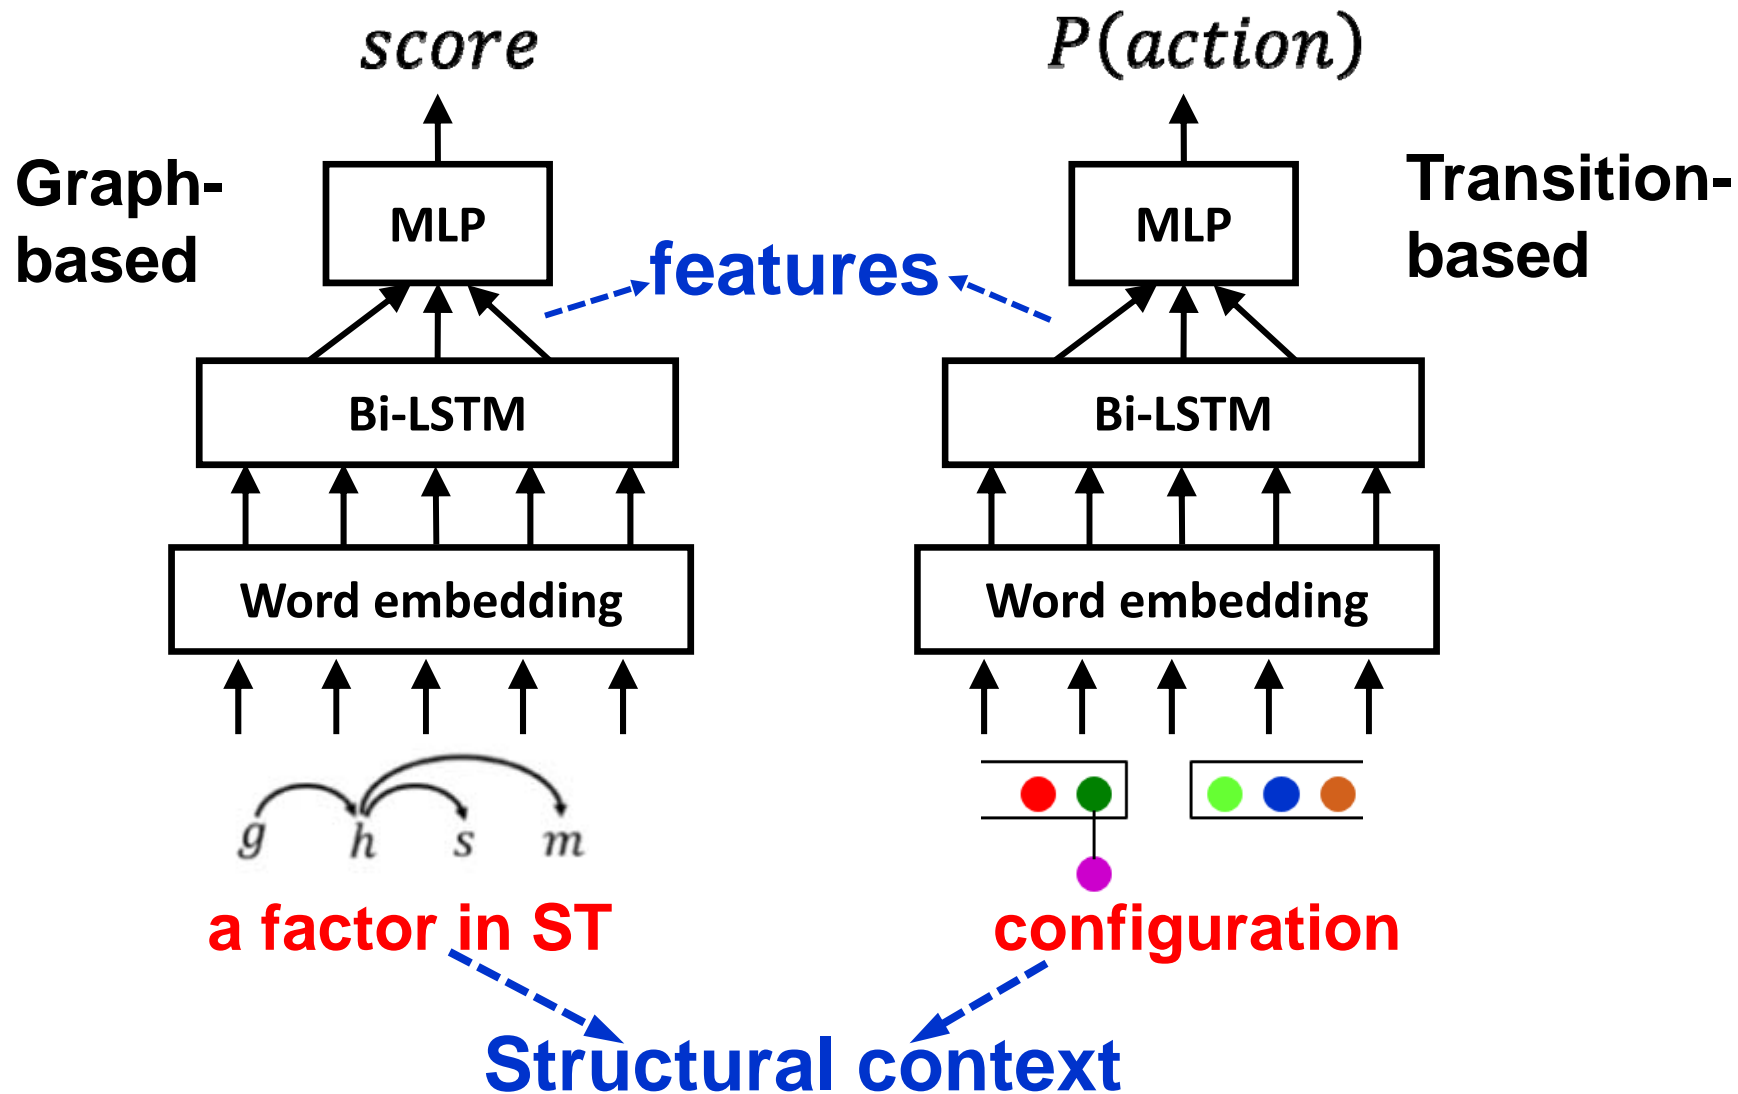 score
P(action)
Graph-
based
MLP
features
MLP
Transition-
based
Bi-LSTM
Bi-LSTM
Word embedding
Word embedding
g h s m
a factor in ST
configuration
Structural context